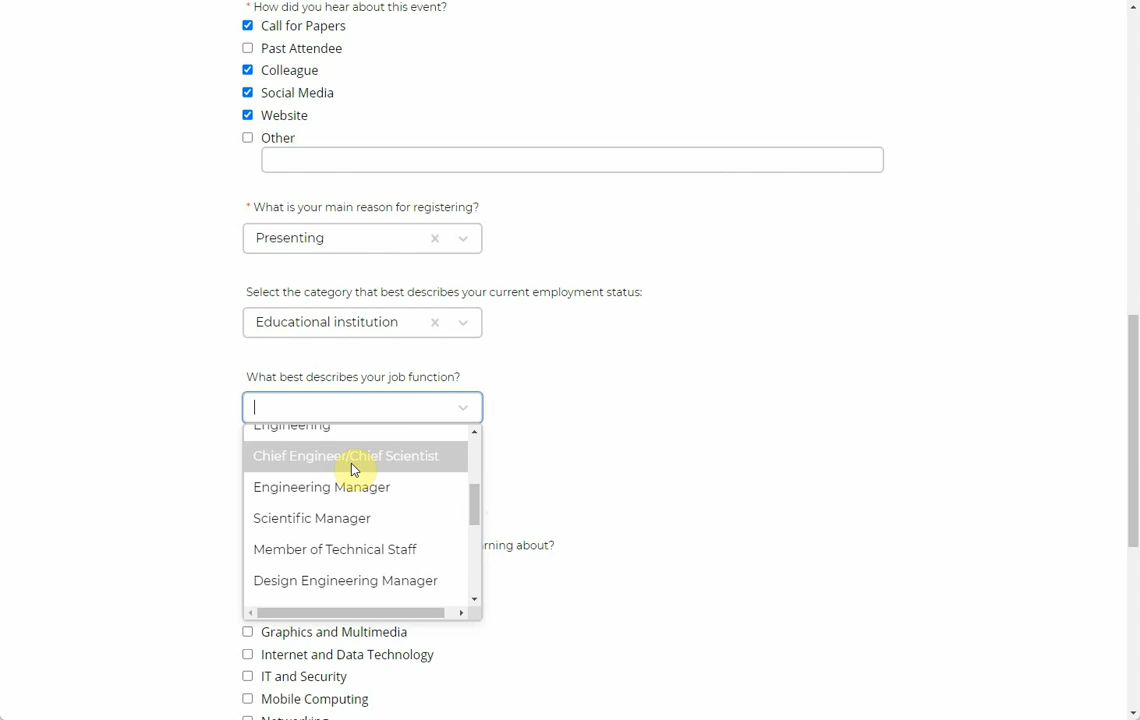 * How did you hear about this event?
Call for Papers
Past Attendee
Colleague
Social Media
Website
Other
* What is your main reason for registering?
Presenting
Select the category that best describes your current employment status:
Educational institution
What best describes your job function?
Engineering
Chief Engineer/Chief Scientist
Engineering Manager
Scientific Manager
rning about?
Member of Technical Staff
Design Engineering Manager
Graphics and Multimedia
Internet and Data Technology
IT and Security
Mobile Computing
Networking